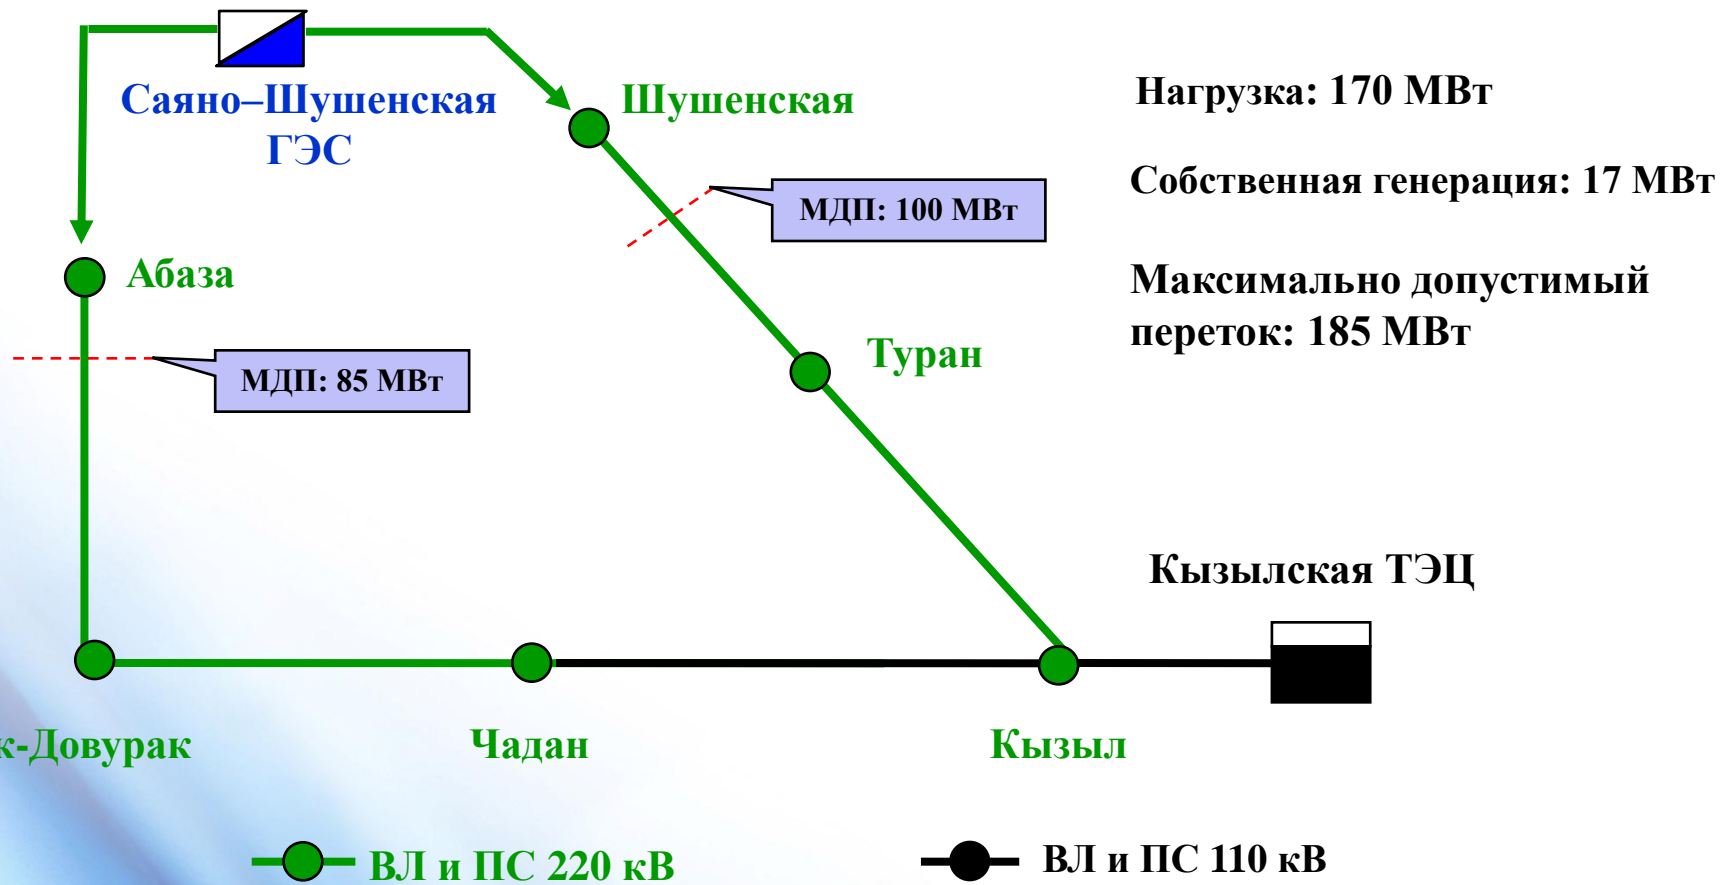 Саяно–Шушенская
ГЭС
Шушенская
Нагрузка: 170 МВт
Собственная генерация: 17 МВт
МДП: 100 МВт
Абаза
Максимально допустимый
переток: 185 МВт
Туран
МДП: 85 МВт
Кызылская ТЭЦ
к-Довурак
Чадан
Кызыл
ВЛ и ПС 220 кВ
ВЛ и ПС 110 кВ